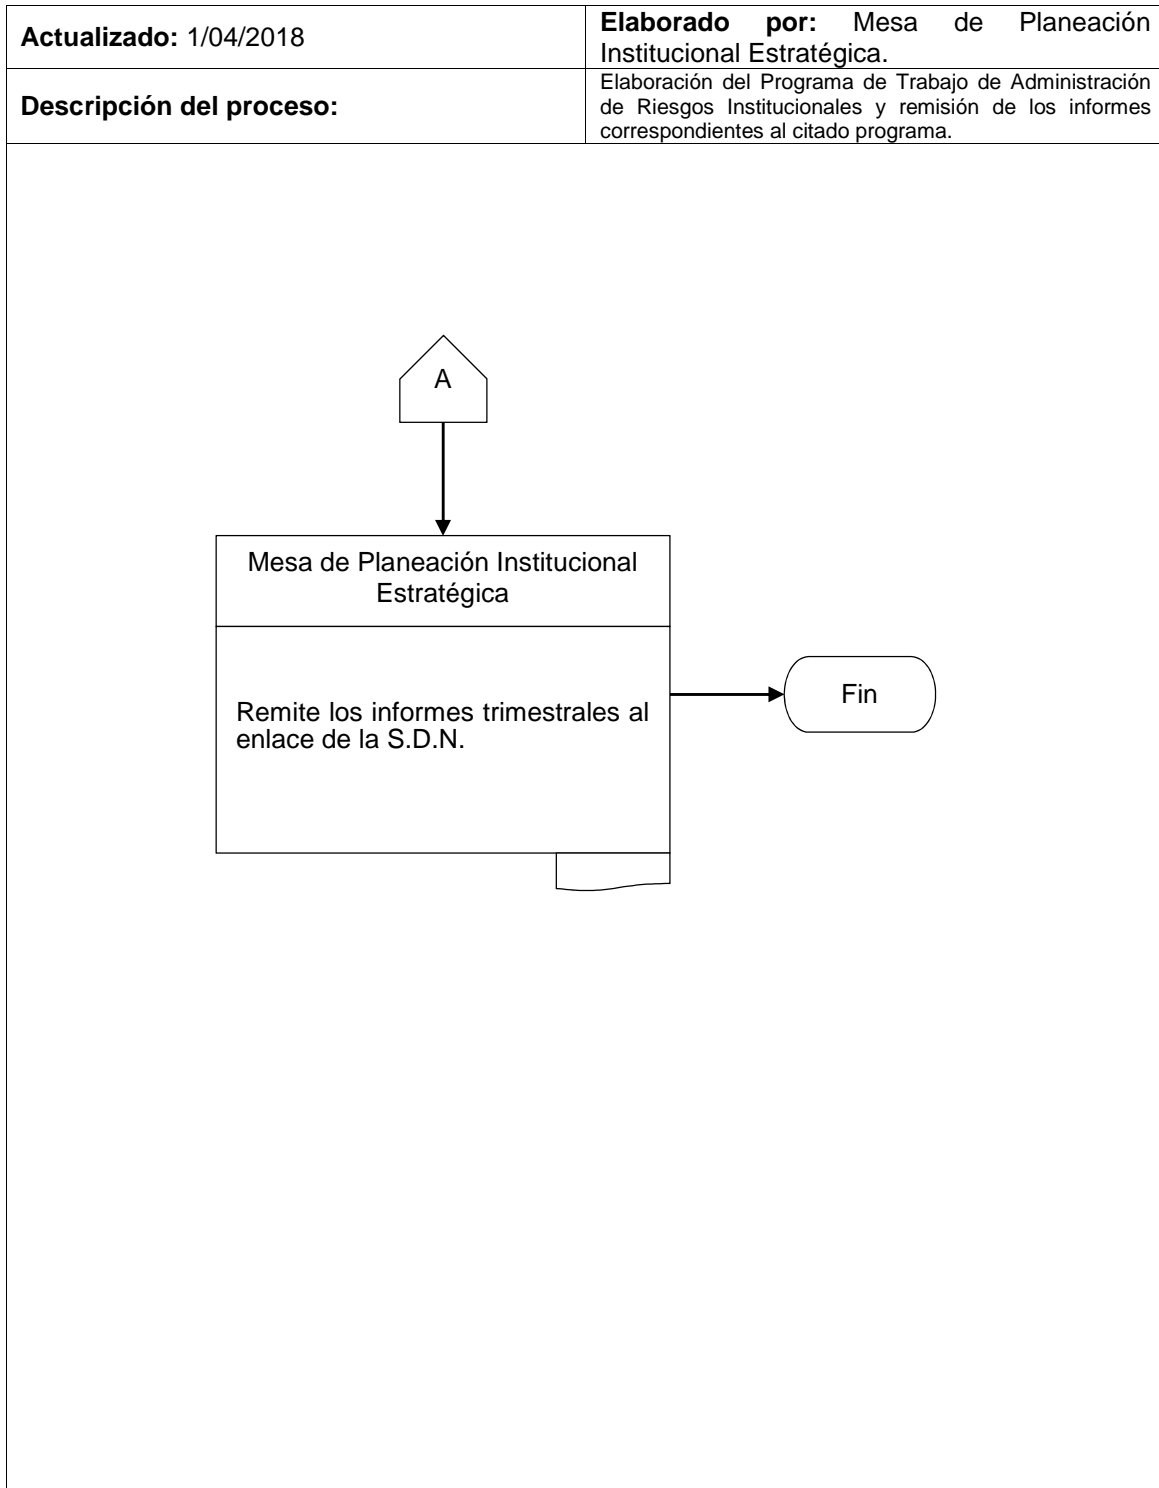 Actualizado: 1/04/2018
Elaborado por: Mesa de Planeación
Institucional Estratégica.
Descripción del proceso:
Elaboración del Programa de Trabajo de Administración
de Riesgos Institucionales y remisión de los informes
correspondientes al citado programa.
A
Mesa de Planeación Institucional
Estratégica
Remite los informes trimestrales al
enlace de la S.D.N.
Fin